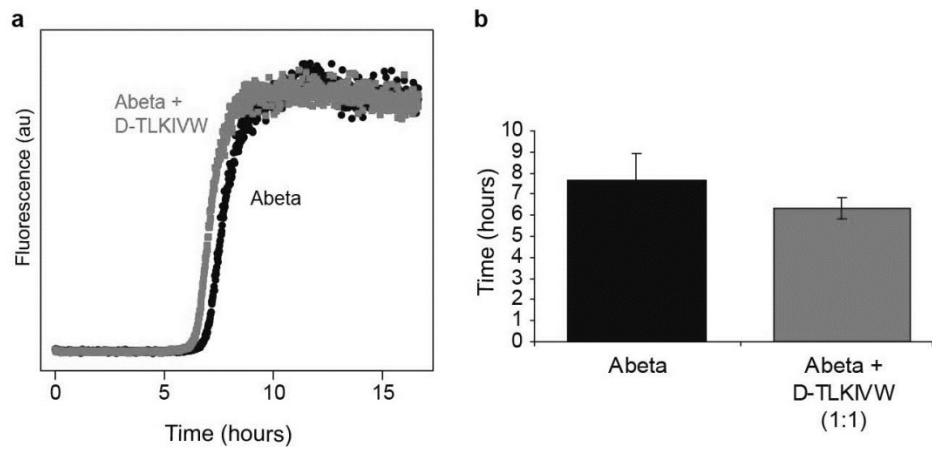 a
Fluorescence (au)
Abeta +
D-TLKIVW
Abeta
0
5
10
15
Time (hours)
b
Time (hours)
10
9
8
7
6
5
4
3
2
1
0
Abeta
Abeta +
D-TLKIVW
(1:1)